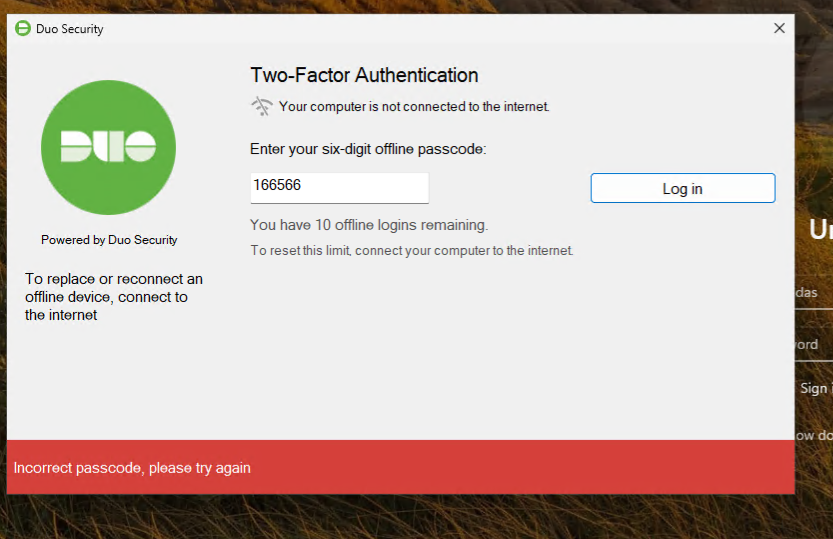 Duo Security
Two-Factor Authentication
Your computer is not connected to the internet.
Enter your six-digit offline passcode:
166566
Log in
You have 10 offline logins remaining.
To reset this limit, connect your computer to the internet.
DUO
Powered by Duo Security
To replace or reconnect an
offline device, connect to
the internet
Incorrect passcode, please try again
das
word
Sign
ow do